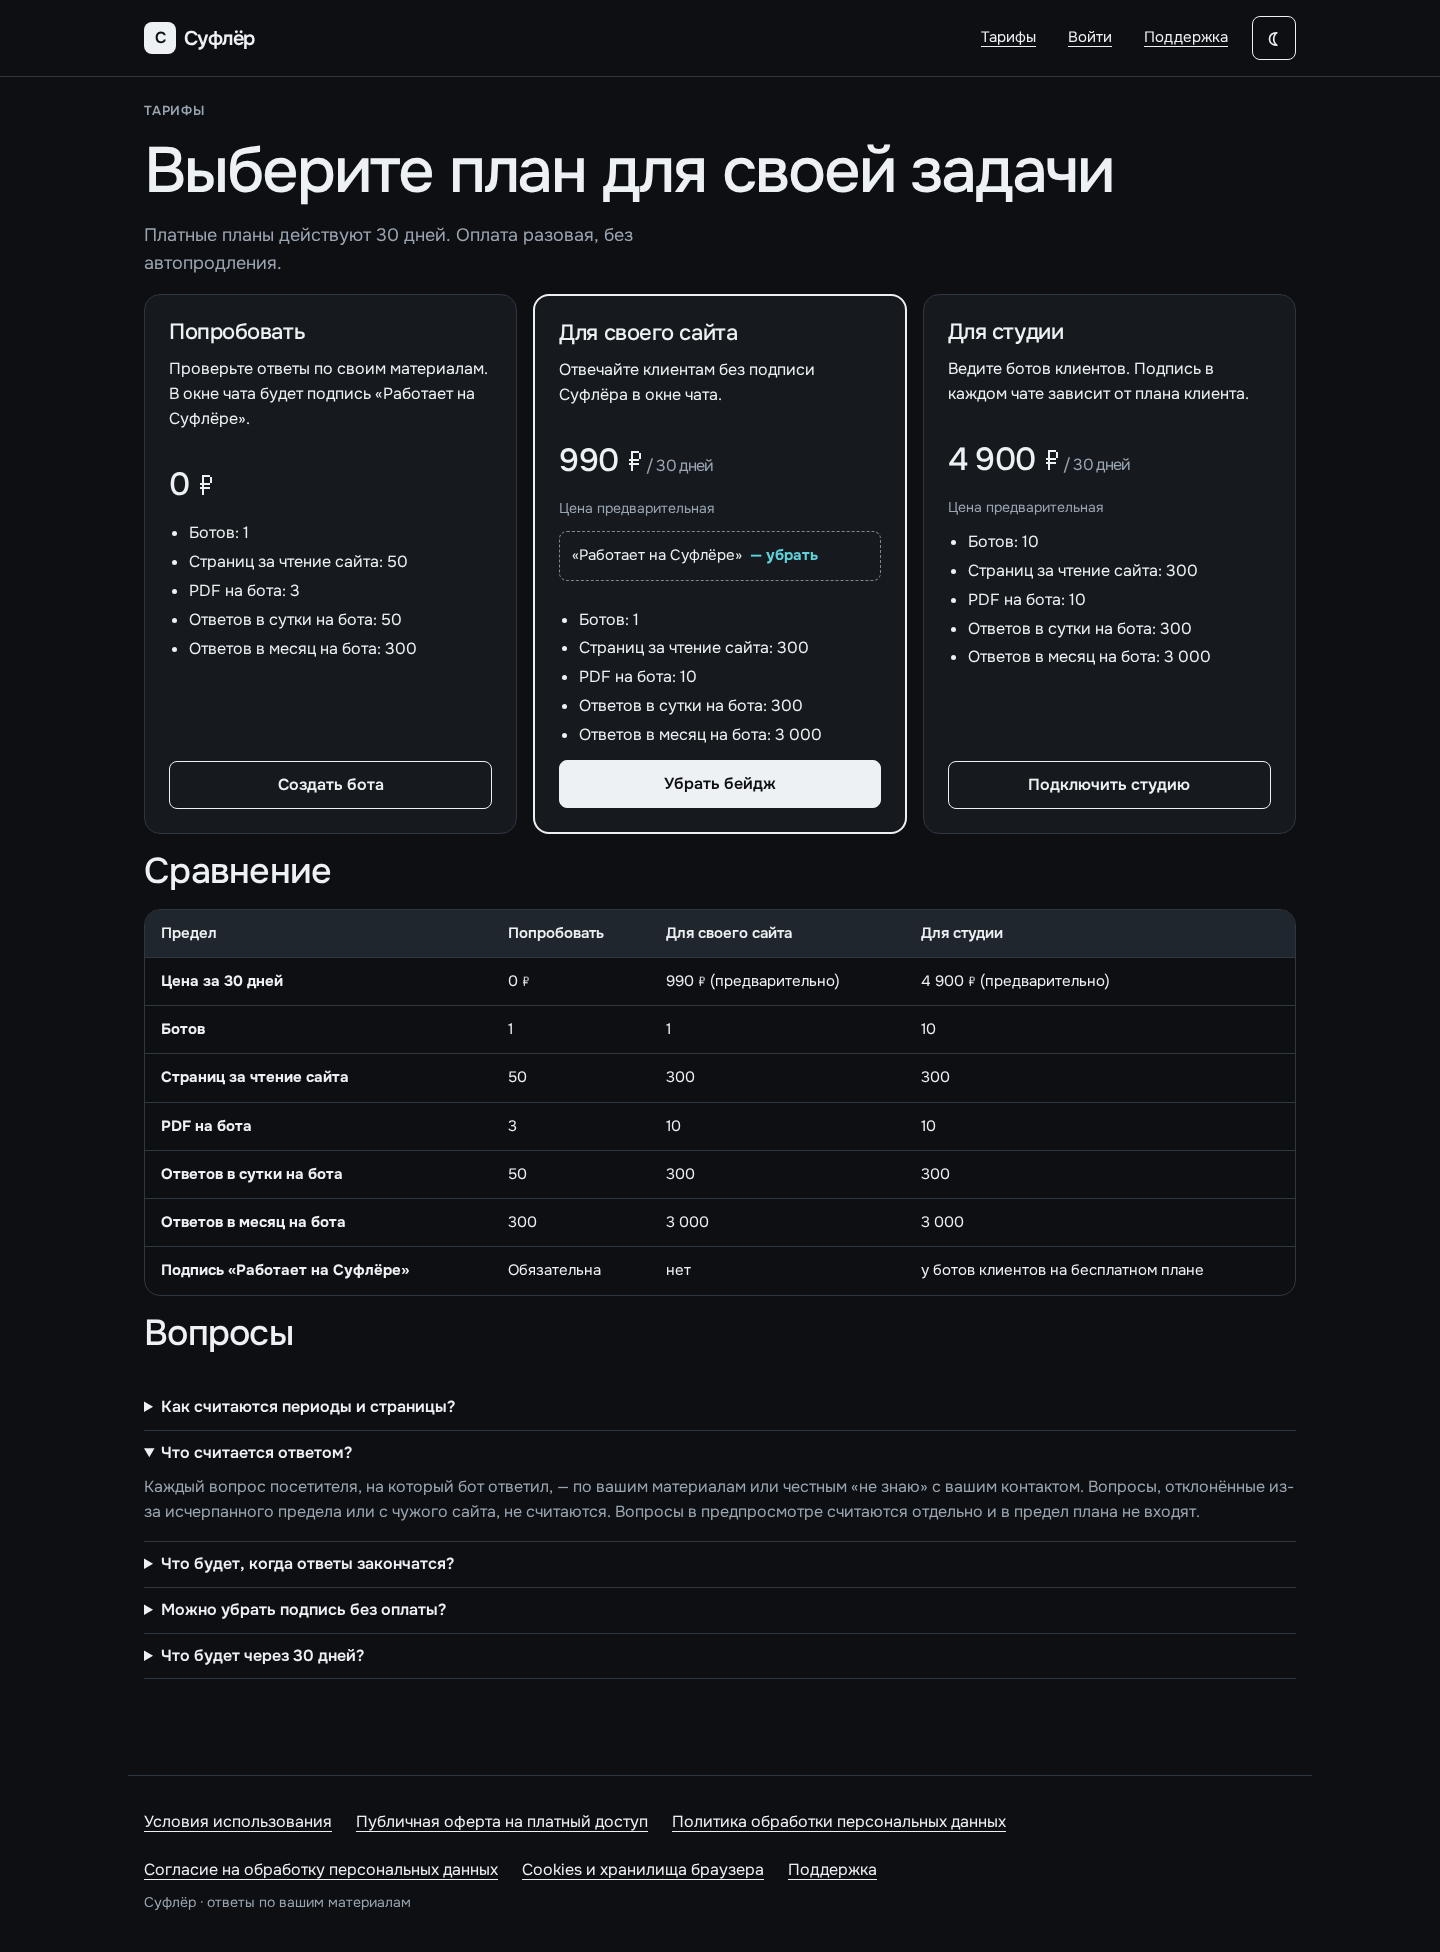 С Суфлёр
Тарифы Войти Поддержка
ТАРИФЫ
Выберите план для своей задачи
Платные планы действуют 30 дней. Оплата разовая, без
автопродления.
Попробовать
Проверьте ответы по своим материалам.
В окне чата будет подпись «Работает на
Суфлёре».
0 ₽
• Ботов: 1
• Страниц за чтение сайта: 50
• PDF на бота: 3
• Ответов в сутки на бота: 50
• Ответов в месяц на бота: 300
Создать бота
Для своего сайта
Отвечайте клиентам без подписи
Суфлёра в окне чата.
990 ₽ / 30 дней
Цена предварительная
«Работает на Суфлёре» — убрать
• Ботов: 1
• Страниц за чтение сайта: 300
• PDF на бота: 10
• Ответов в сутки на бота: 300
• Ответов в месяц на бота: 3 000
Убрать бейдж
Для студии
Ведите ботов клиентов. Подпись в
каждом чате зависит от плана клиента.
4 900 ₽ / 30 дней
Цена предварительная
• Ботов: 10
• Страниц за чтение сайта: 300
• PDF на бота: 10
• Ответов в сутки на бота: 300
• Ответов в месяц на бота: 3 000
Подключить студию
Сравнение
Предел Попробовать Для своего сайта Для студии
Цена за 30 дней 0 ₽ 990 ₽ (предварительно) 4 900 ₽ (предварительно)
Ботов 1 1 10
Страниц за чтение сайта 50 300 300
PDF на бота 3 10 10
Ответов в сутки на бота 50 300 300
Ответов в месяц на бота 300 3 000 3 000
Подпись «Работает на Суфлёре» Обязательна нет у ботов клиентов на бесплатном плане
Вопросы
Как считаются периоды и страницы?
Что считается ответом?
Каждый вопрос посетителя, на который бот ответил, — по вашим материалам или честным «не знаю» с вашим контактом. Вопросы, отклонённые из-
за исчерпанного предела или с чужого сайта, не считаются. Вопросы в предпросмотре считаются отдельно и в предел плана не входят.
Что будет, когда ответы закончатся?
Можно убрать подпись без оплаты?
Что будет через 30 дней?
Условия использования Публичная оферта на платный доступ Политика обработки персональных данных
Согласие на обработку персональных данных Cookies и хранилища браузера Поддержка
Суфлёр · ответы по вашим материалам